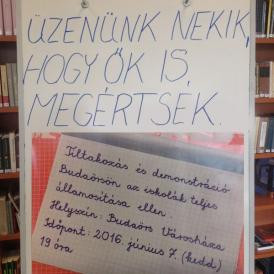 ÜZENÜNK NEKIK,
HOGY ŐK IS
MEGÉRTSÉK.
Tiltakozás és demonstráció
Budaörsön az iskolák teljes
államosítása ellen.
Helyszín: Budaörs Városháza
Időpont: 2016. június 7. (kedd)
19 óra